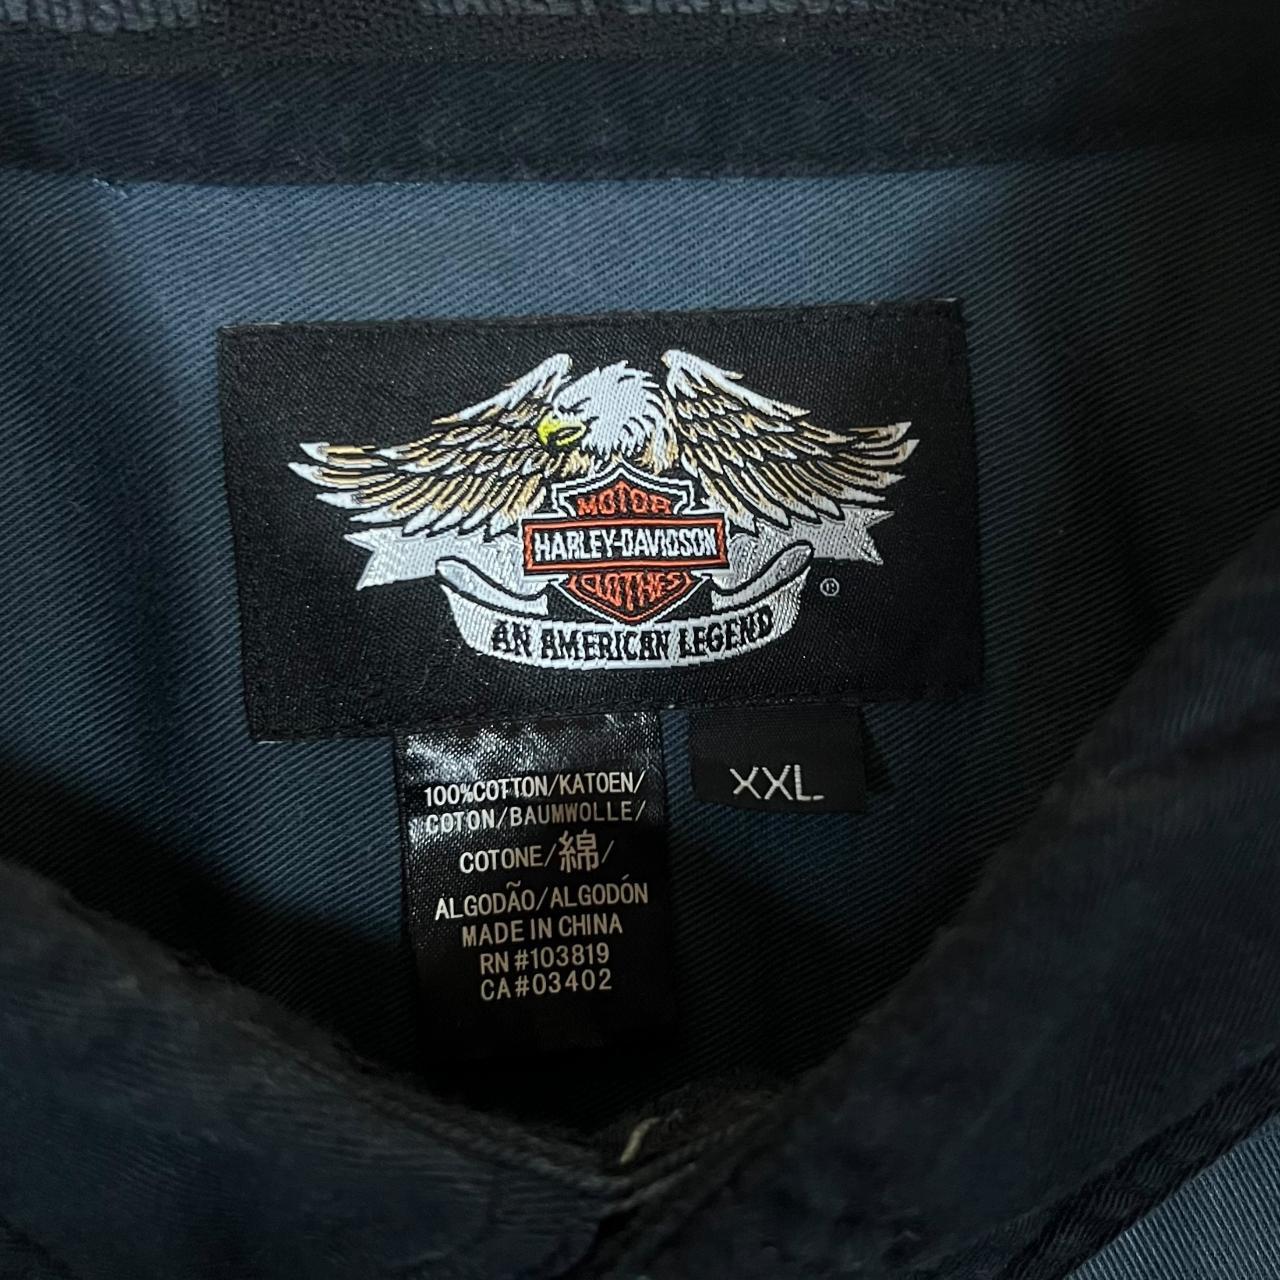 MOTOR
HARLEY-DAVIDSON
CLOTHES
®
AN AMERICAN LEGEND
XXL
100%COTTON/KATOEN/
COTON/BAUMWOLLE/
COTONE/綿/
ALGODÃO/ALGODÓN
MADE IN CHINA
RN#103819
CA#03402